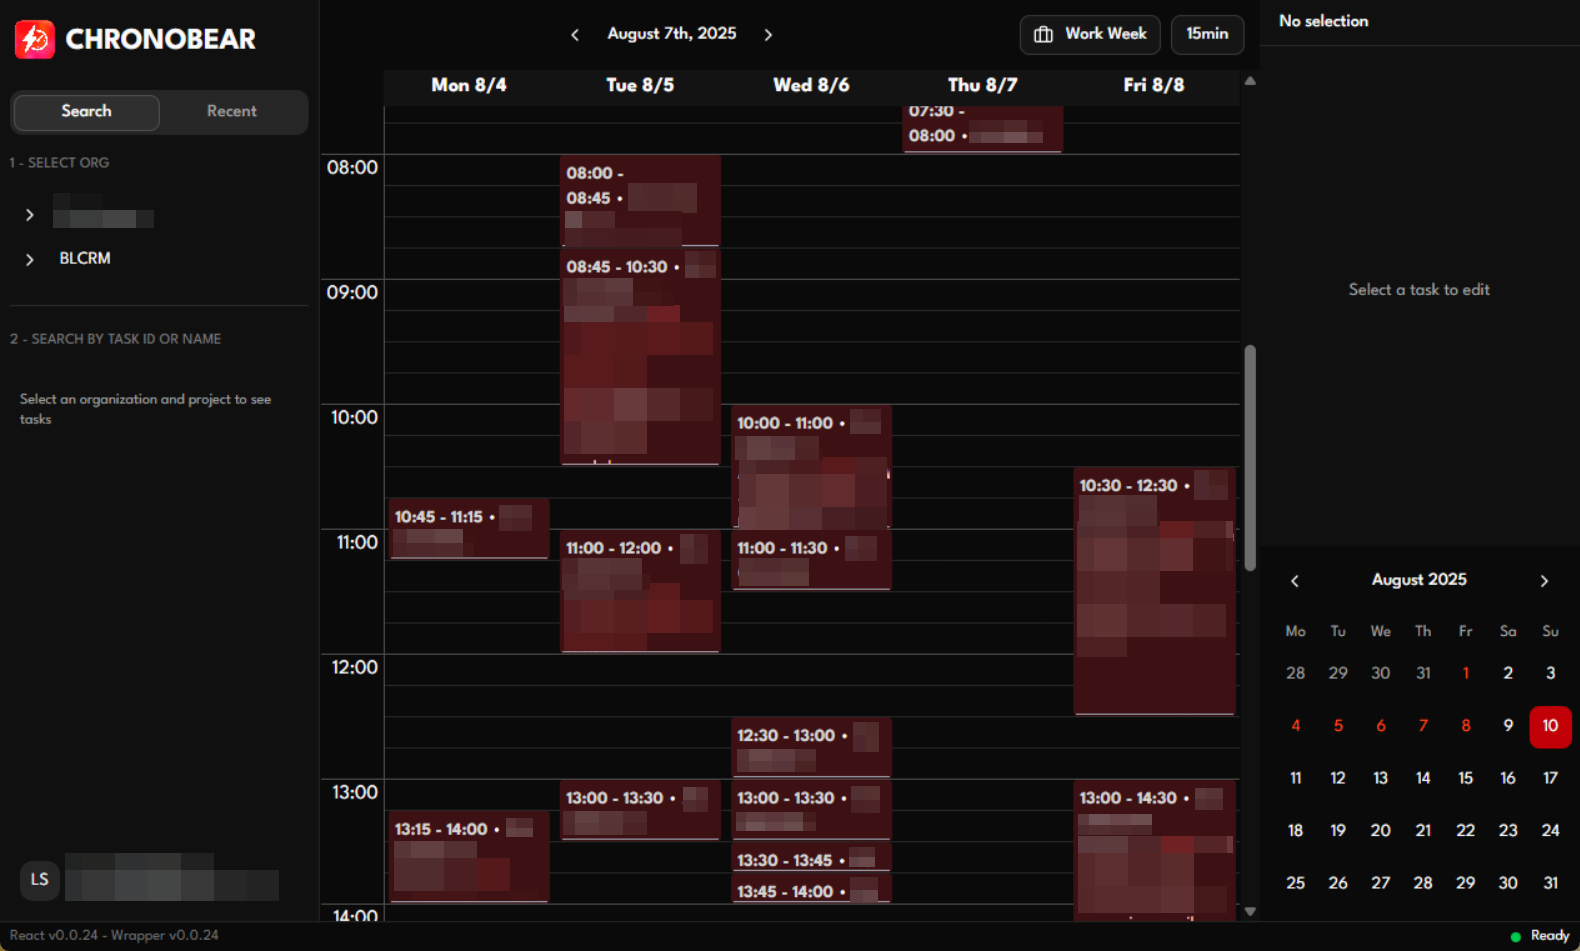 CHRONOBEAR
Search Recent
1 - SELECT ORG
BLCRM
2 - SEARCH BY TASK ID OR NAME
Select an organization and project to see
tasks
LS
React v0.0.24 - Wrapper v0.0.24
August 7th, 2025
Work Week
15min
Mon 8/4 Tue 8/5 Wed 8/6 Thu 8/7 Fri 8/8
08:00
09:00
10:00
11:00
12:00
13:00
14:00
10:45 - 11:15 •
13:15 - 14:00 •
08:00 -
08:45 •
08:45 - 10:30 •
11:00 - 12:00 •
13:00 - 13:30 •
10:00 - 11:00 •
11:00 - 11:30 •
12:30 - 13:00 •
13:00 - 13:30 •
13:30 - 13:45 •
13:45 - 14:00 •
07:30 -
08:00 •
10:30 - 12:30 •
13:00 - 14:30 •
No selection
Select a task to edit
August 2025
Mo Tu We Th Fr Sa Su
28 29 30 31 1 2 3
4 5 6 7 8 9 10
11 12 13 14 15 16 17
18 19 20 21 22 23 24
25 26 27 28 29 30 31
Ready